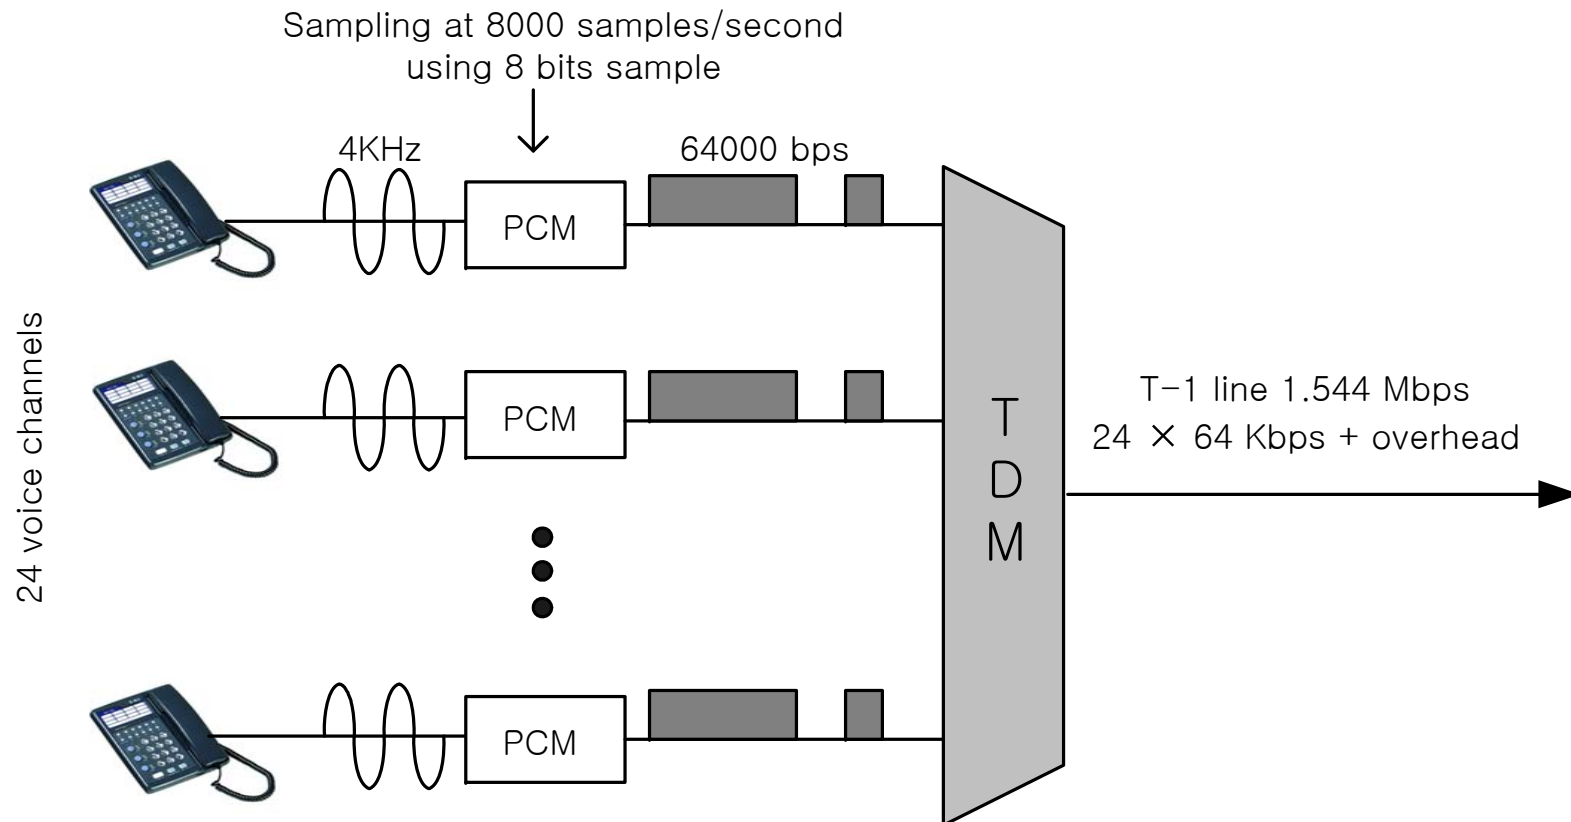 Sampling at 8000 samples/second
using 8 bits sample
4KHz
64000 bps
PCM
24 voice channels
PCM
T
D
M
T-1 line 1.544 Mbps
24 × 64 Kbps + overhead
PCM